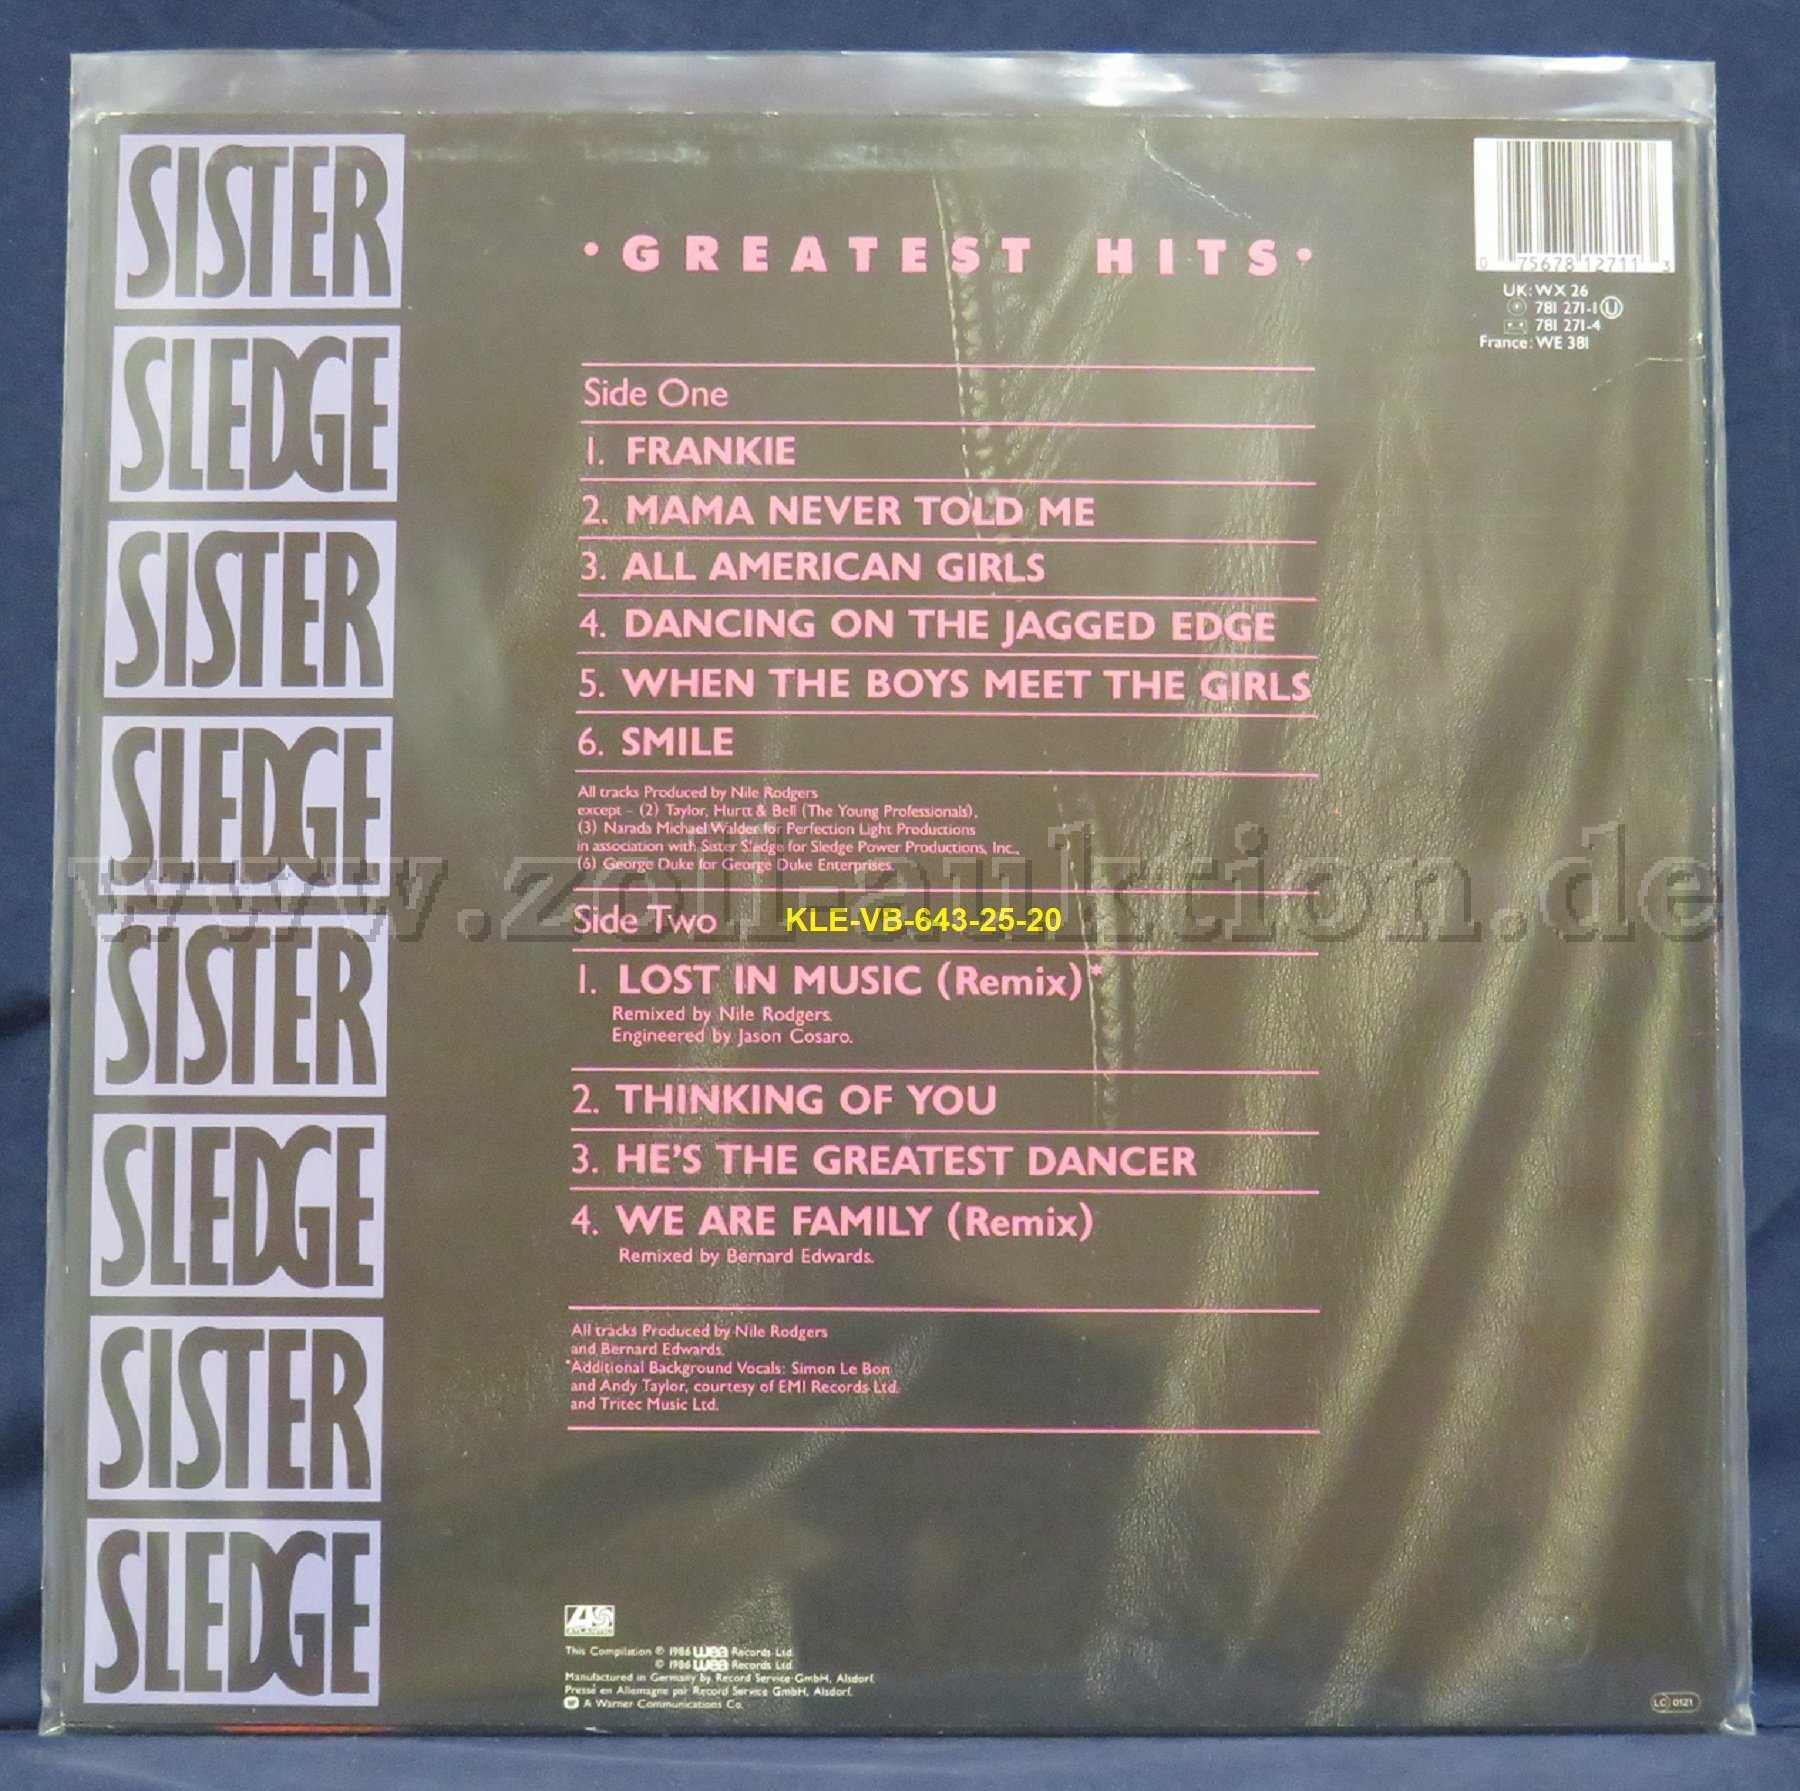 SISTER
SLEDGE
SISTER
SLEDGE
SISTER
SLEDGE
SISTER
SLEDGE
• GREATEST HITS •
0 75678 12711 3
UK: WX 26
781 271-1 U
781 271-4
France: WE 381
Side One
1. FRANKIE
2. MAMA NEVER TOLD ME
3. ALL AMERICAN GIRLS
4. DANCING ON THE JAGGED EDGE
5. WHEN THE BOYS MEET THE GIRLS
6. SMILE
All tracks Produced by Nile Rodgers
except – (2) Taylor, Hurtt & Bell (The Young Professionals),
(3) Narada Michael Walden for Perfection Light Productions
in association with Sister Sledge for Sledge Power Productions, Inc.,
(6) George Duke for George Duke Enterprises.
www.zoll-auktion.de
Side Two
KLE-VB-643-25-20
1. LOST IN MUSIC (Remix)*
Remixed by Nile Rodgers.
Engineered by Jason Cosaro.
2. THINKING OF YOU
3. HE'S THE GREATEST DANCER
4. WE ARE FAMILY (Remix)
Remixed by Bernard Edwards.
All tracks Produced by Nile Rodgers
and Bernard Edwards.
*Additional Background Vocals: Simon Le Bon
and Andy Taylor, courtesy of EMI Records Ltd.
and Tritec Music Ltd.
ATLANTIC
This Compilation ℗ 1986 wea Records Ltd.
© 1986 wea Records Ltd.
Manufactured in Germany by Record Service GmbH, Alsdorf.
Pressé en Allemagne par Record Service GmbH, Alsdorf.
A Warner Communications Co.
LC 0121